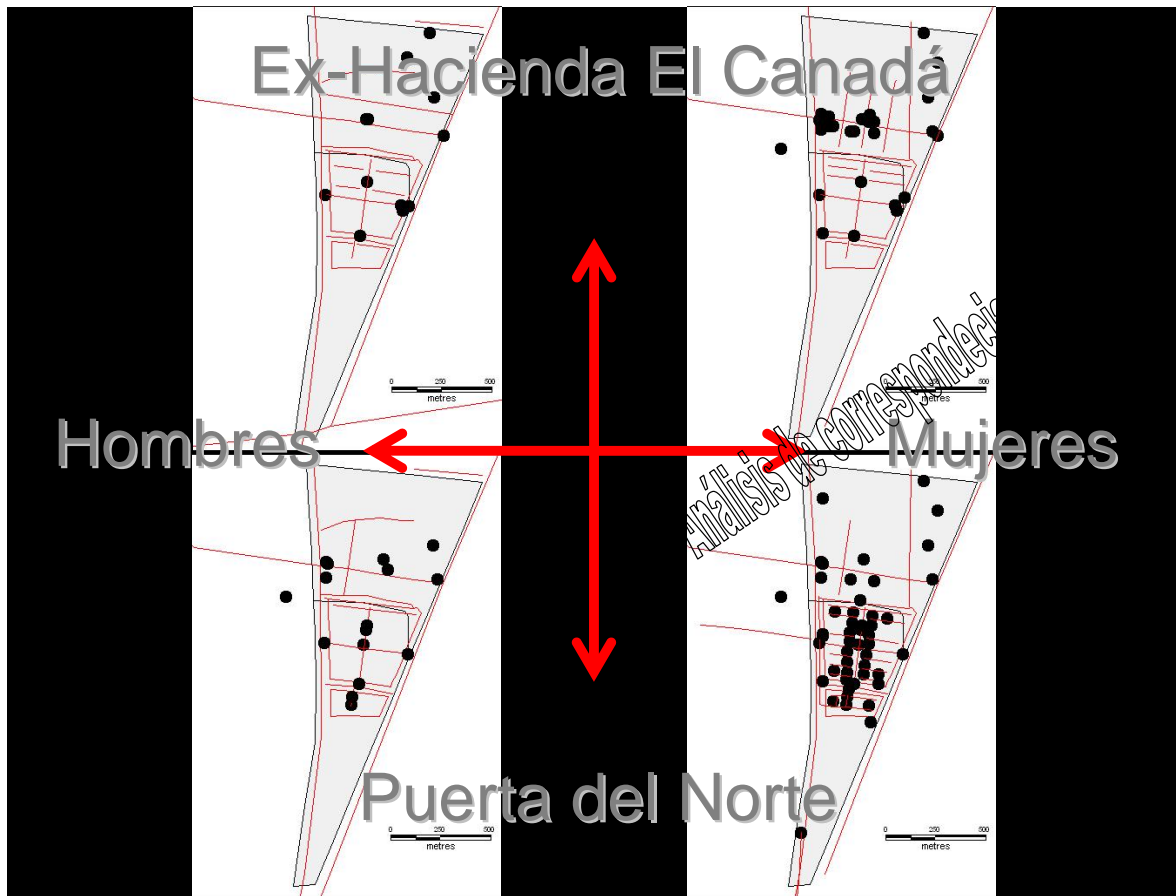 Ex-Hacienda El Canadá
0 250 500
metres
0 250 500
metres
Hombres
Mujeres
Análisis de correspondecia
Puerta del Norte
0 250 500
metres
0 250 500
metres